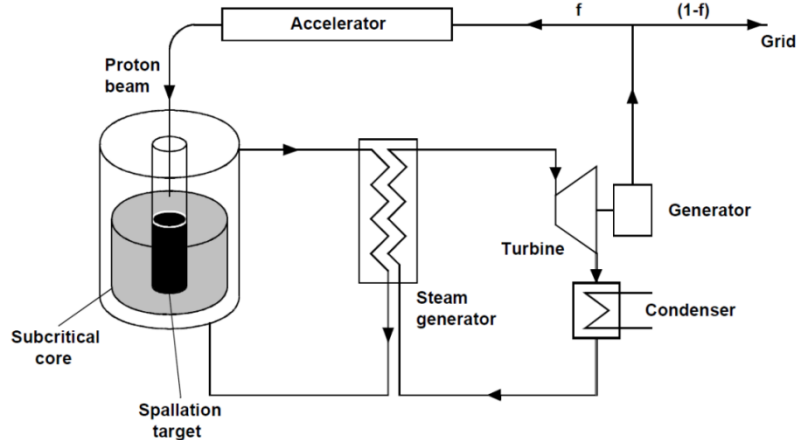 f
(1-f)
Accelerator
Grid
Proton
beam
Generator
Turbine
Steam
generator
Condenser
Subcritical
core
Spallation
target